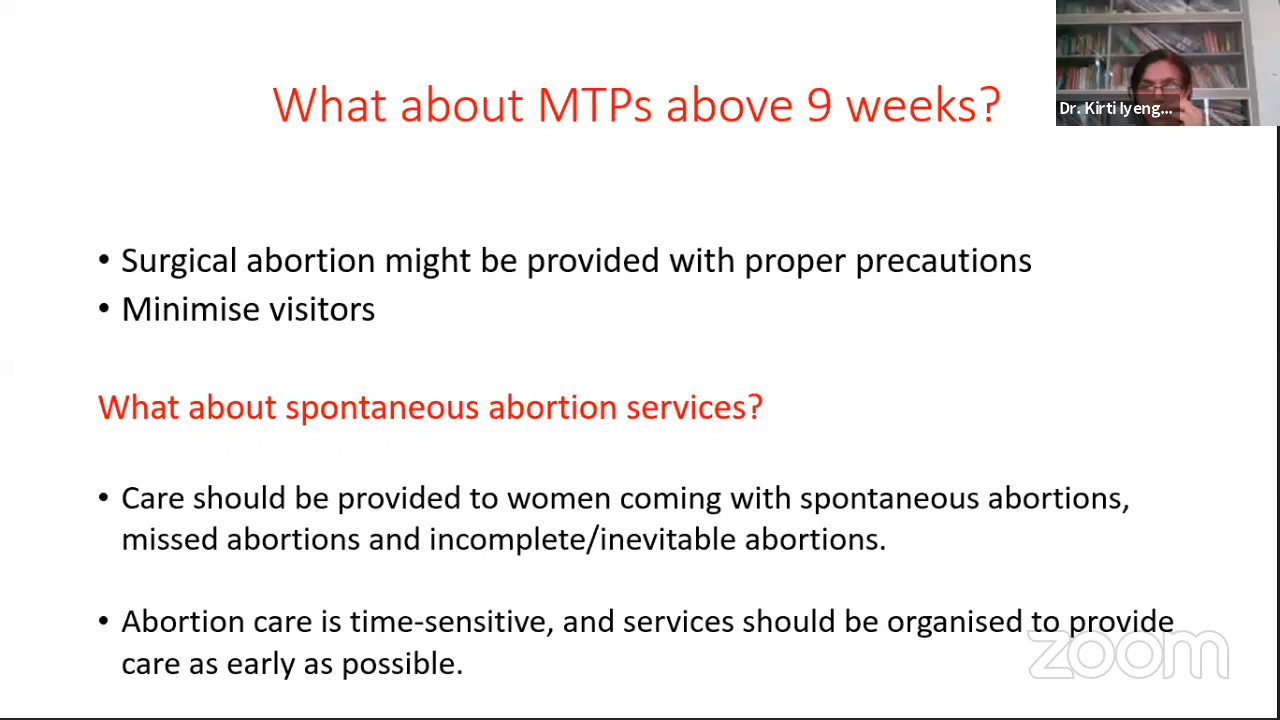 What about MTPs above 9 weeks?
Dr. Kirti Iyeng...
• Surgical abortion might be provided with proper precautions
• Minimise visitors
What about spontaneous abortion services?
• Care should be provided to women coming with spontaneous abortions,
missed abortions and incomplete/inevitable abortions.
• Abortion care is time-sensitive, and services should be organised to provide
care as early as possible.
zoom